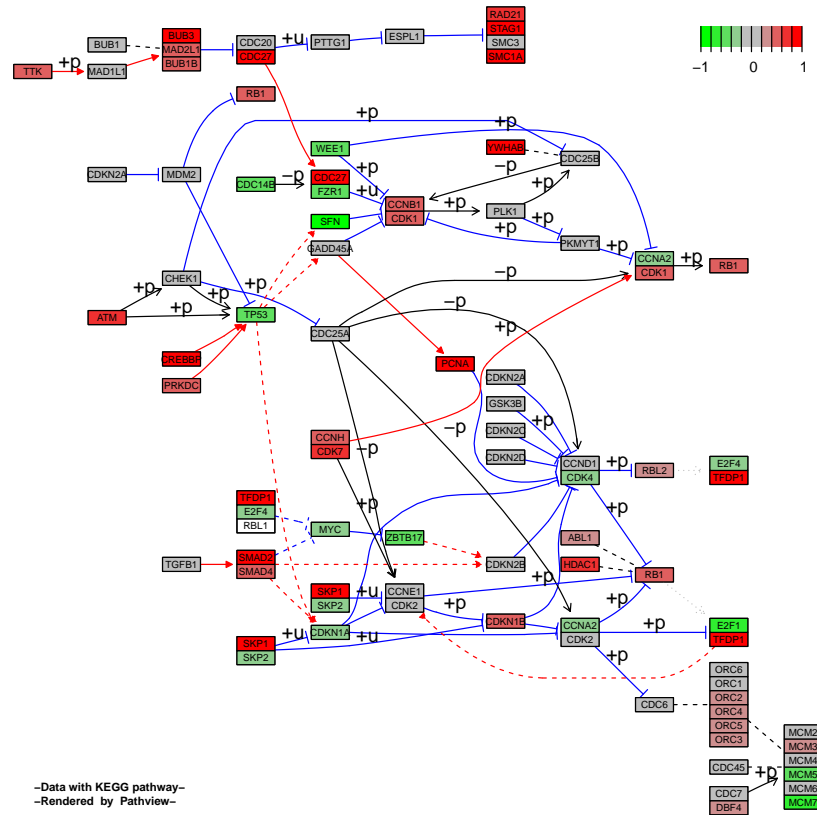 RAD21
STAG1
SMC3
SMC1A
ESPL1
PTTG1
+u
CDC20
CDC27
BUB3
MAD2L1
BUB1B
BUB1
MAD1L1
+p
TTK
−1
0
1
RB1
+p
WEE1
YWHAB
CDC25B
−p
CDKN2A
MDM2
CDC14B
−p
CDC27
FZR1
+p
+u
CCNB1
CDK1
+p
PLK1
+p
+p
SFN
GADD45A
PKMYT1
+p
CCNA2
CDK1
+p
RB1
CHEK1
+p
+p
+p
ATM
+p
TP53
CDC25A
−p
−p
+p
CREBBP
PRKDC
PCNA
CDKN2A
GSK3B
+p
CDKN2C
CDKN2D
−p
CCNH
CDK7
−p
+p
CCND1
CDK4
+p
RBL2
E2F4
TFDP1
+p
TFDP1
E2F4
RBL1
MYC
ZBTB17
ABL1
TGFB1
SMAD2
SMAD4
CDKN2B
HDAC1
+p
RB1
SKP1
SKP2
+u
CCNE1
CDK2
+p
CDKN1B
+p
CCNA2
CDK2
+p
E2F1
TFDP1
SKP1
SKP2
+u
CDKN1A
+u
+p
CDC6
ORC6
ORC1
ORC2
ORC4
ORC5
ORC3
CDC45
CDC7
DBF4
+p
MCM2
MCM3
MCM4
MCM5
MCM6
MCM7
−Data with KEGG pathway−
−Rendered by Pathview−